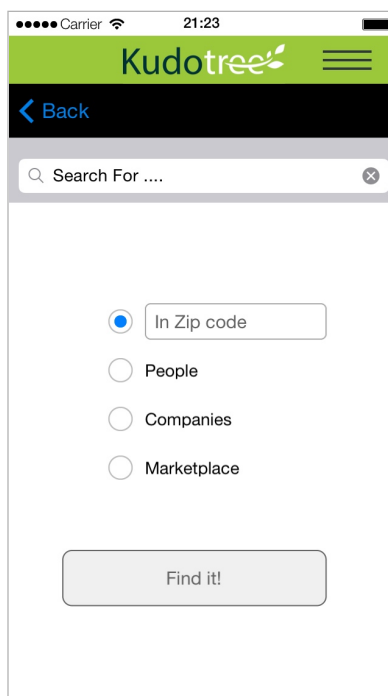 Carrier 21:23
Kudotree
Back
Search For ....
In Zip code
People
Companies
Marketplace
Find it!